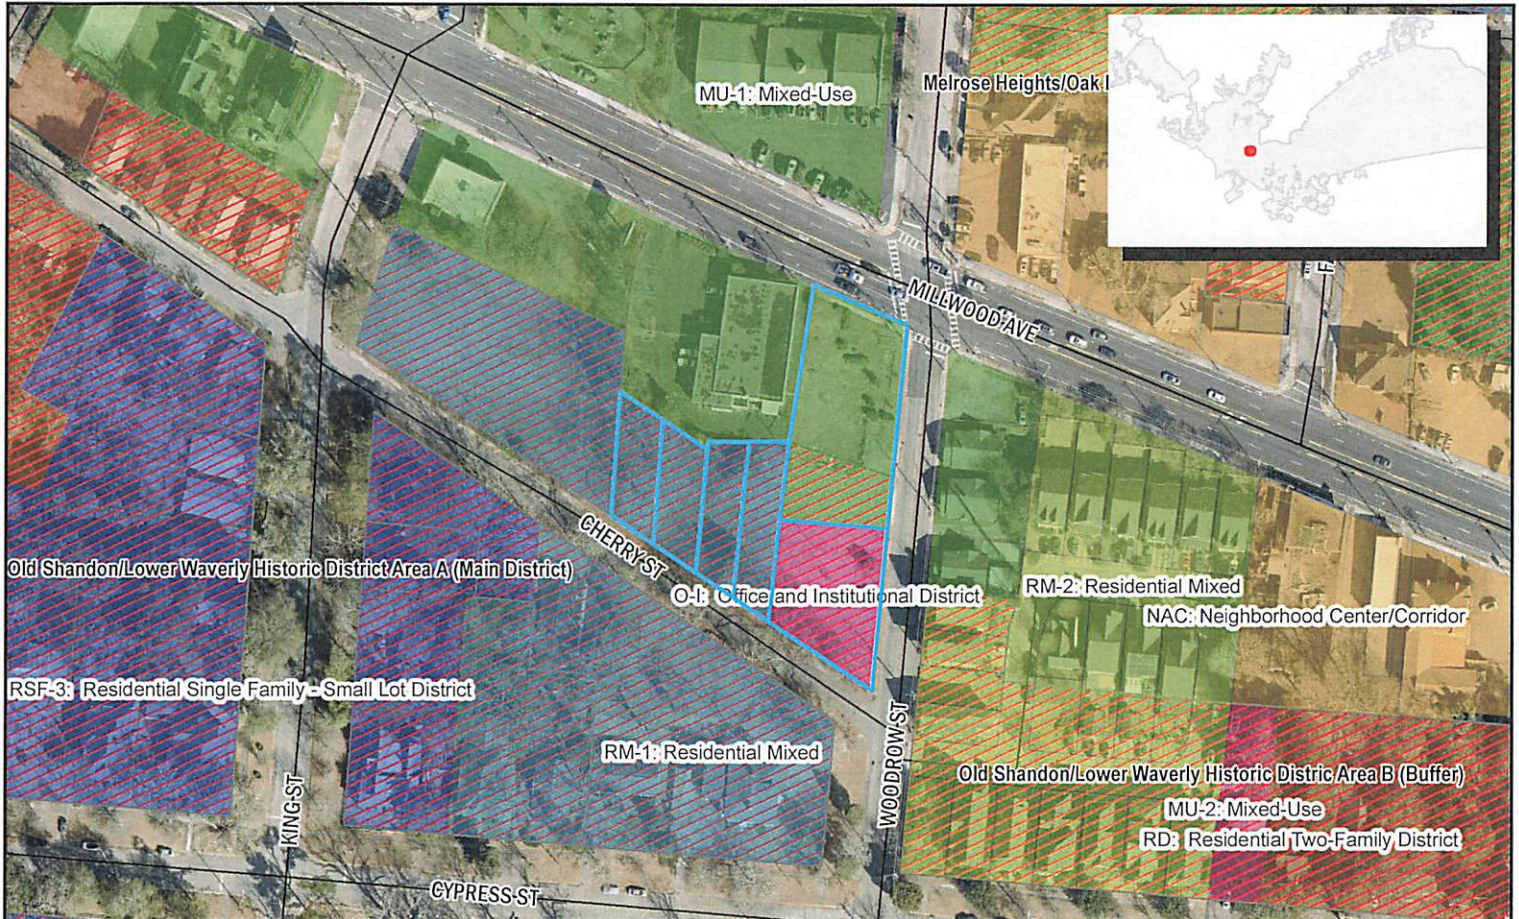 MU-1: Mixed-Use
Melrose Heights/Oak
MILLWOOD AVE
CHERRY ST
Old Shandon/Lower Waverly Historic District Area A (Main District)
O-I: Office and Institutional District
RM-2: Residential Mixed
NAC: Neighborhood Center/Corridor
RSF-3: Residential Single Family - Small Lot District
RM-1: Residential Mixed
WOODROW ST
KING ST
Old Shandon/Lower Waverly Historic Distric Area B (Buffer)
MU-2: Mixed-Use
RD: Residential Two-Family District
CYPRESS ST